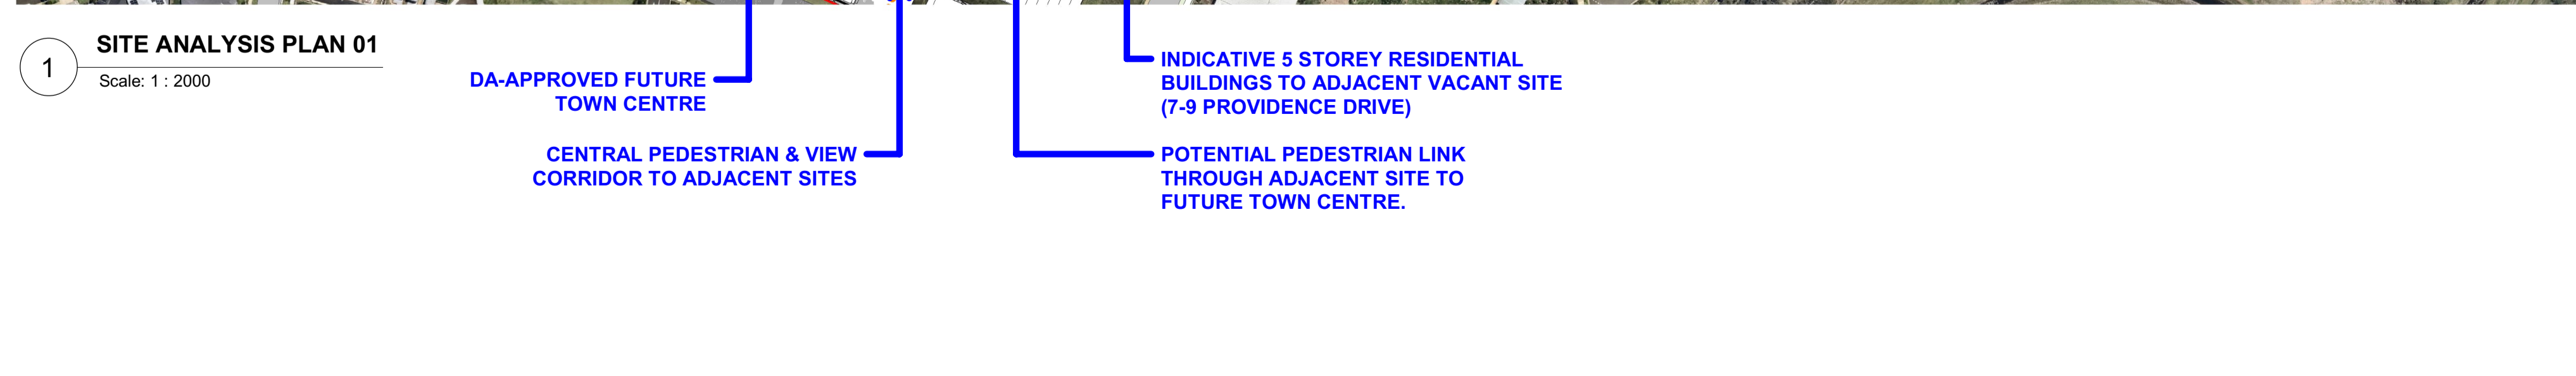 1
SITE ANALYSIS PLAN 01
Scale: 1 : 2000
DA-APPROVED FUTURE
TOWN CENTRE
CENTRAL PEDESTRIAN & VIEW
CORRIDOR TO ADJACENT SITES
INDICATIVE 5 STOREY RESIDENTIAL
BUILDINGS TO ADJACENT VACANT SITE
(7-9 PROVIDENCE DRIVE)
POTENTIAL PEDESTRIAN LINK
THROUGH ADJACENT SITE TO
FUTURE TOWN CENTRE.